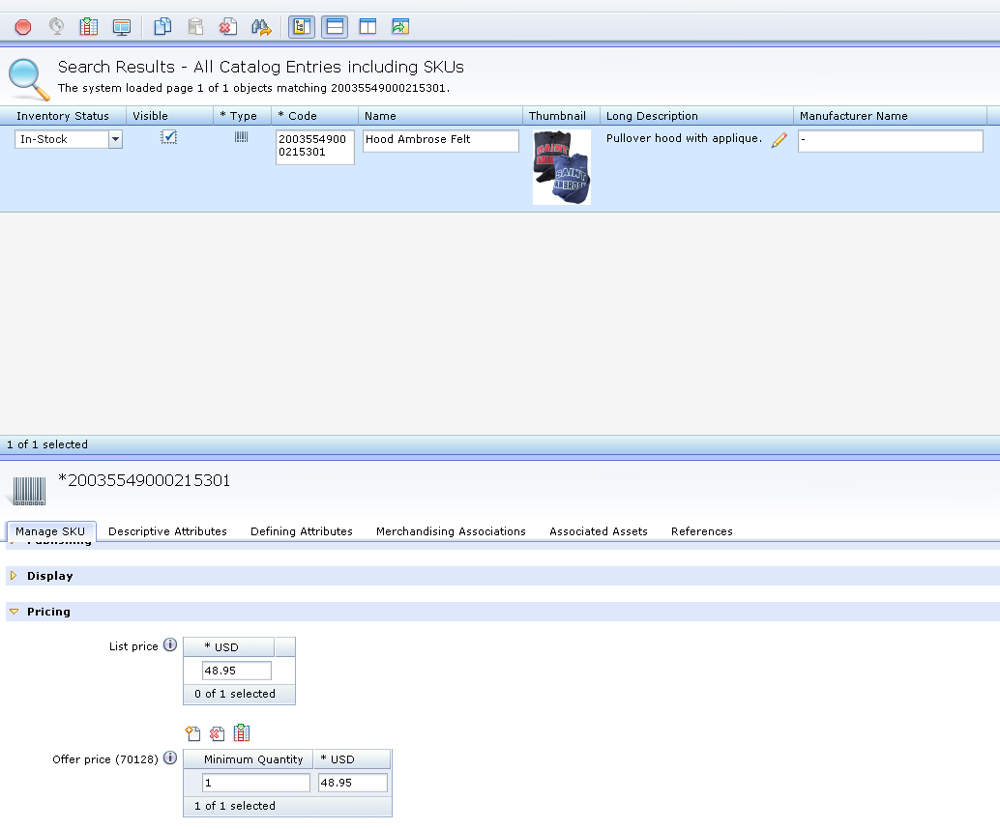 Search Results - All Catalog Entries including SKUs
The system loaded page 1 of 1 objects matching 20035549000215301.
Inventory Status Visible * Type * Code Name Thumbnail Long Description Manufacturer Name
In-Stock 2003554900 Hood Ambrose Felt Pullover hood with applique. -
0215301
SAINT
SAINT
AMBROSE
1 of 1 selected
*20035549000215301
Manage SKU Descriptive Attributes Defining Attributes Merchandising Associations Associated Assets References
Publishing
Display
Pricing
List price * USD
48.95
0 of 1 selected
Offer price (70128) Minimum Quantity * USD
1 48.95
1 of 1 selected